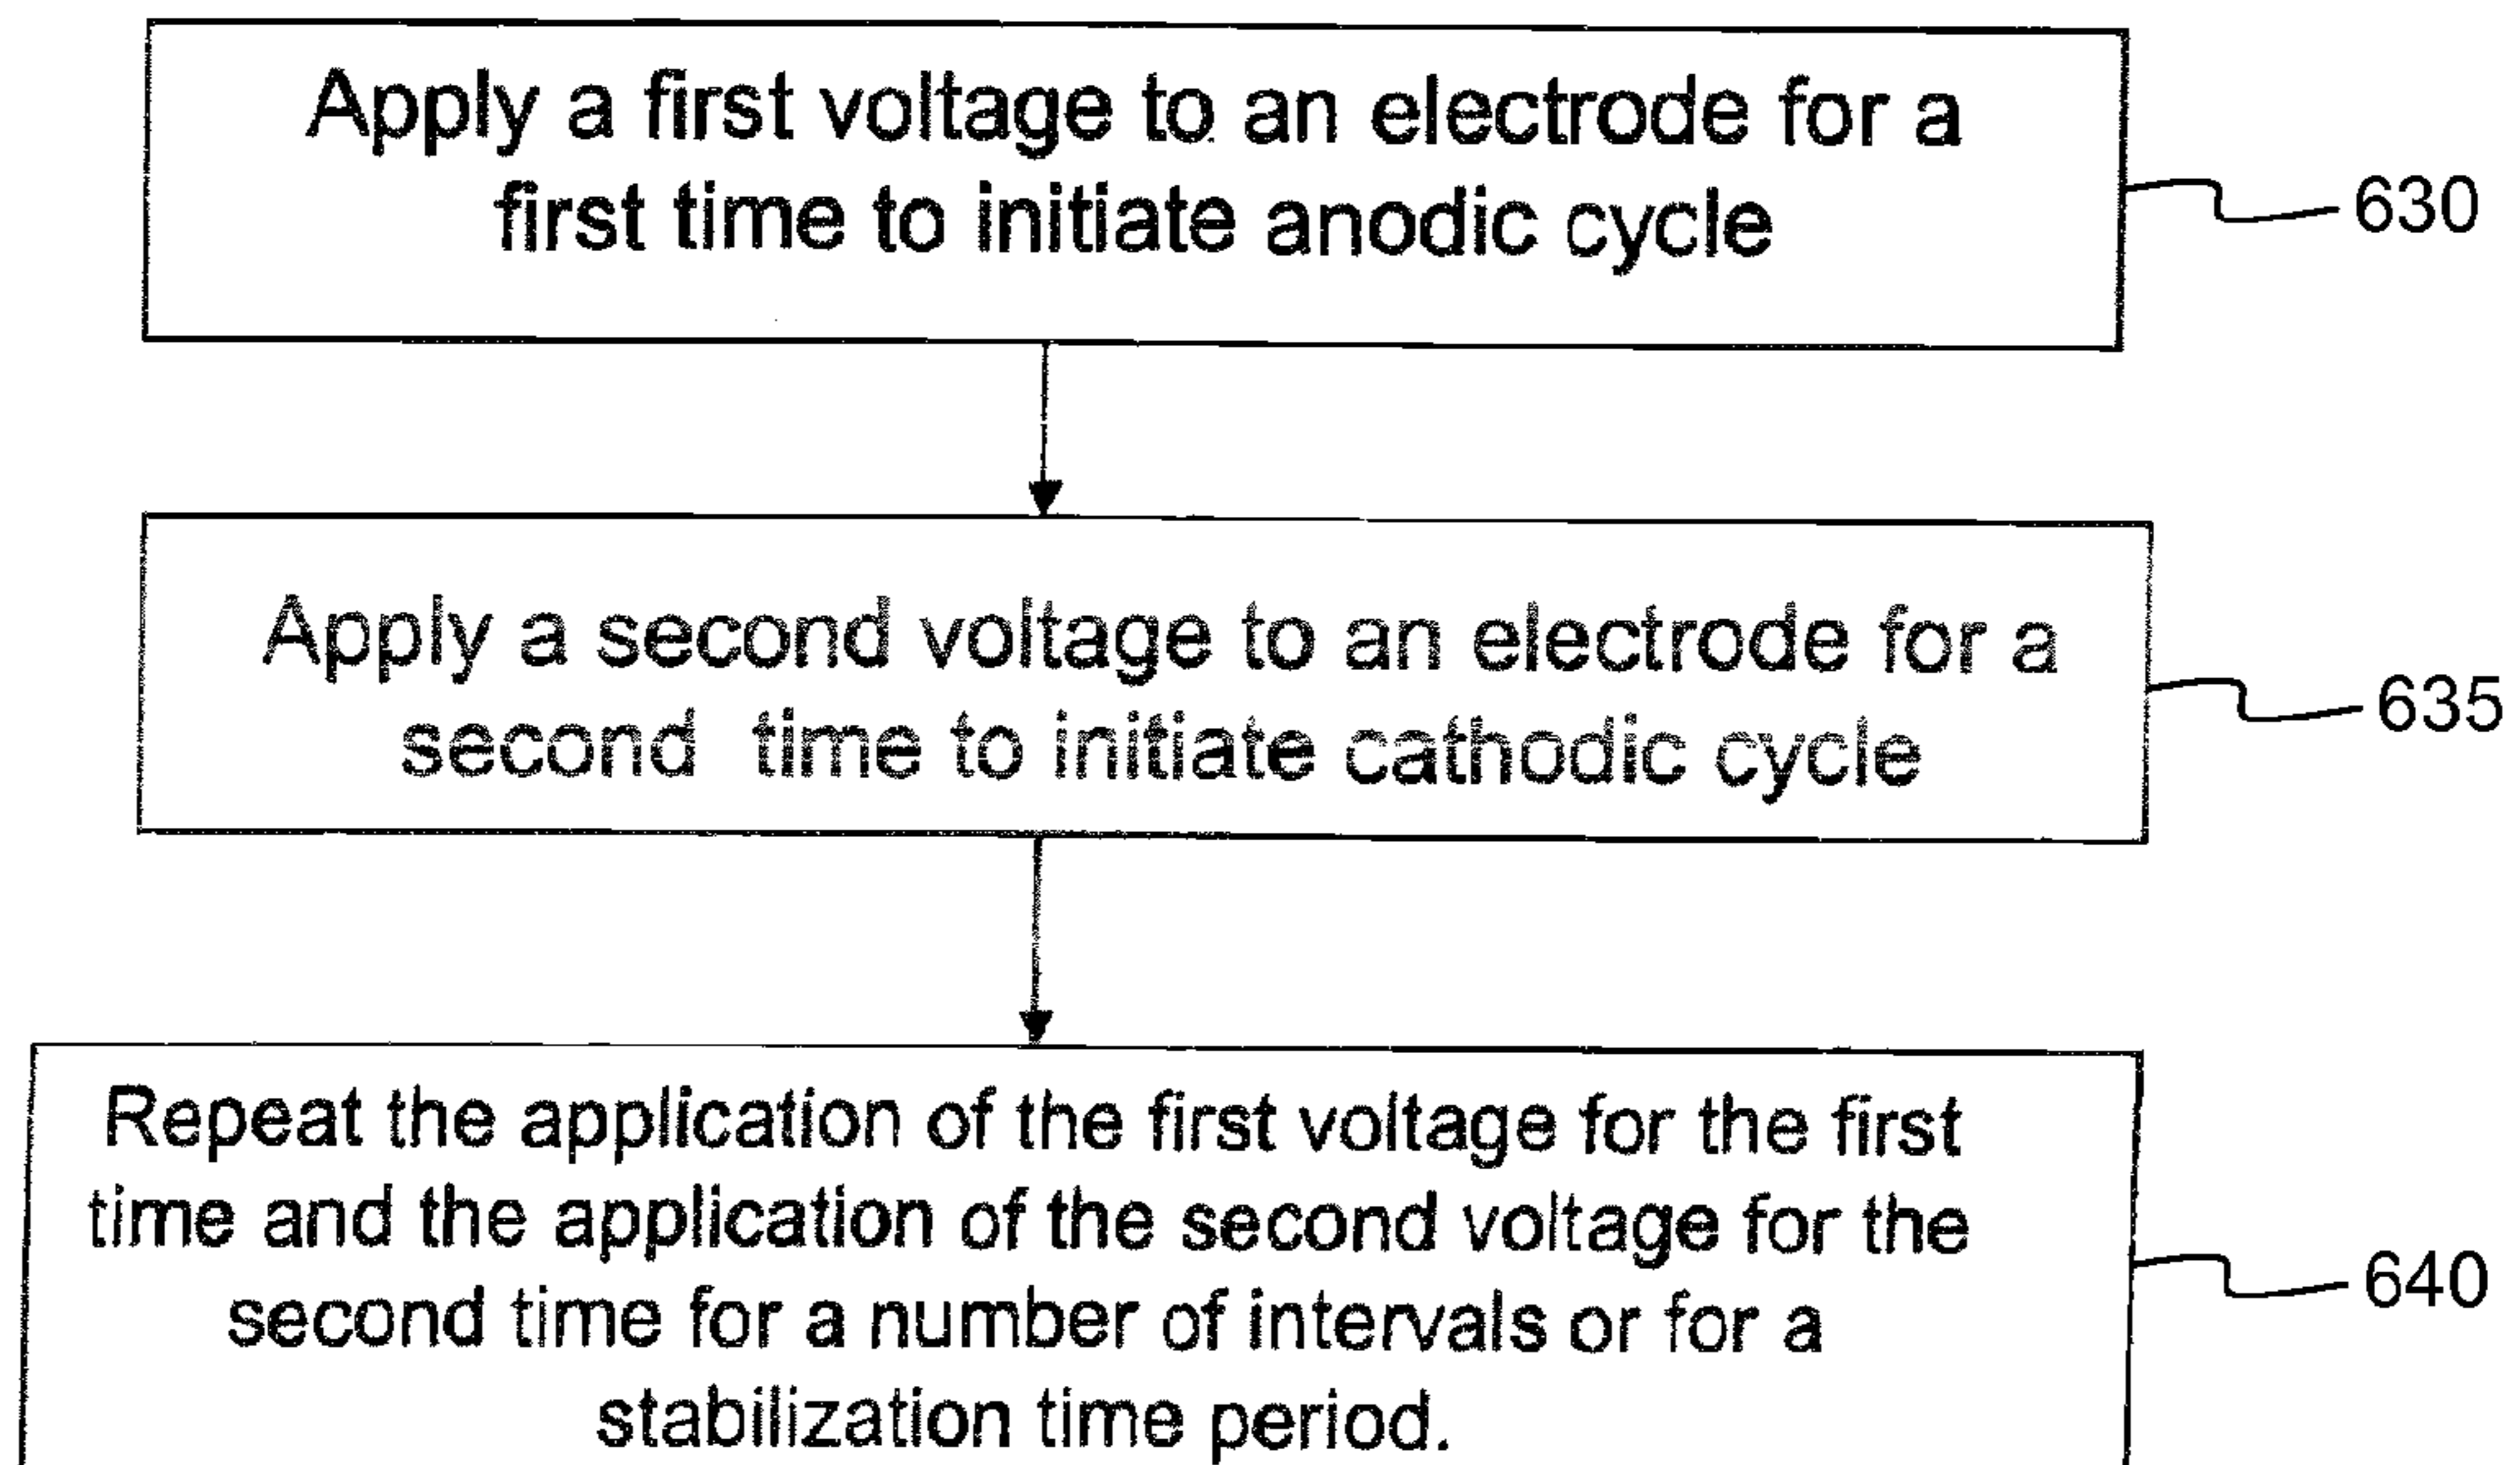 Apply a first voltage to an electrode for a
first time to initiate anodic cycle
630
Apply a second voltage to an electrode for a
second time to initiate cathodic cycle
635
Repeat the application of the first voltage for the first
time and the application of the second voltage for the
second time for a number of intervals or for a
stabilization time period.
640